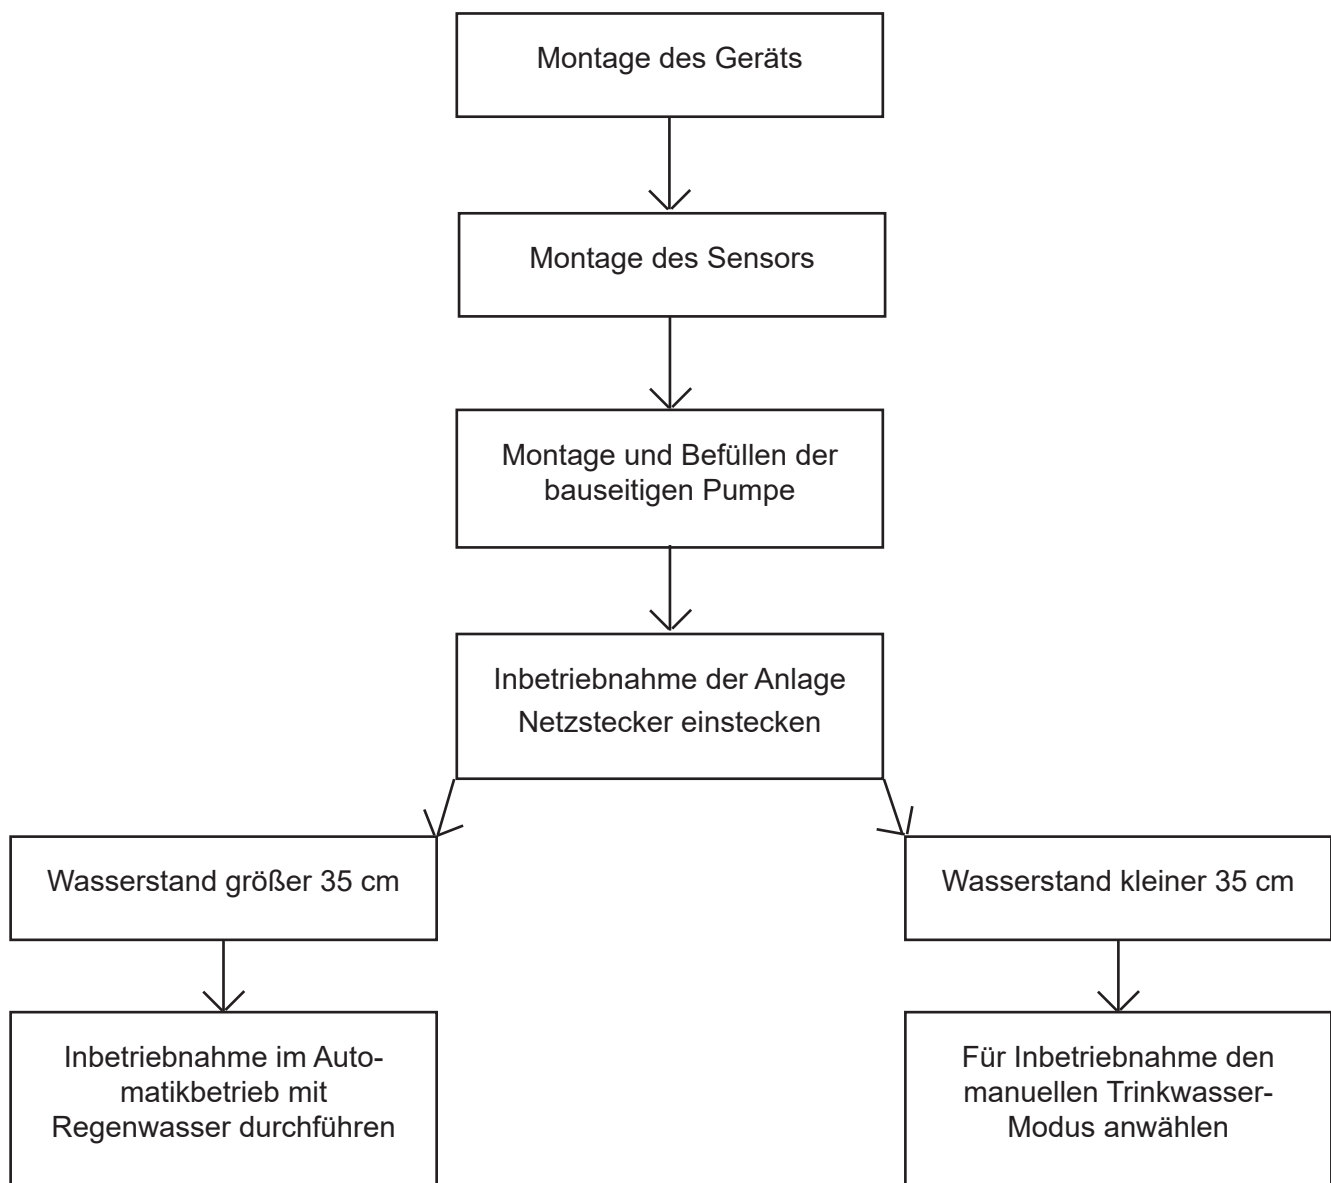 Montage des Geräts
Montage des Sensors
Montage und Befüllen der
bauseitigen Pumpe
Inbetriebnahme der Anlage
Netzstecker einstecken
Wasserstand größer 35 cm
Wasserstand kleiner 35 cm
Inbetriebnahme im Auto-
matikbetrieb mit
Regenwasser durchführen
Für Inbetriebnahme den
manuellen Trinkwasser-
Modus anwählen